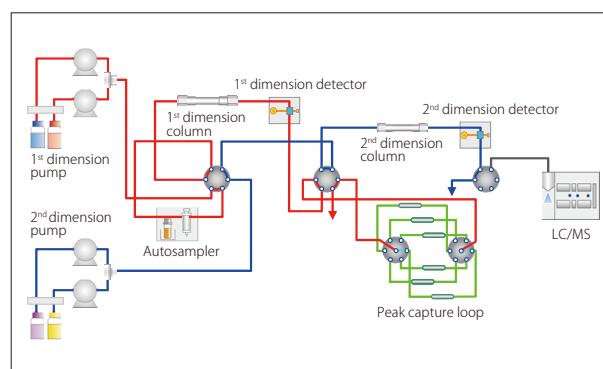 1st dimension detector
1st dimension
column
2nd dimension detector
2nd dimension
column
1st dimension
pump
2nd dimension
pump
Autosampler
LC/MS
Peak capture loop